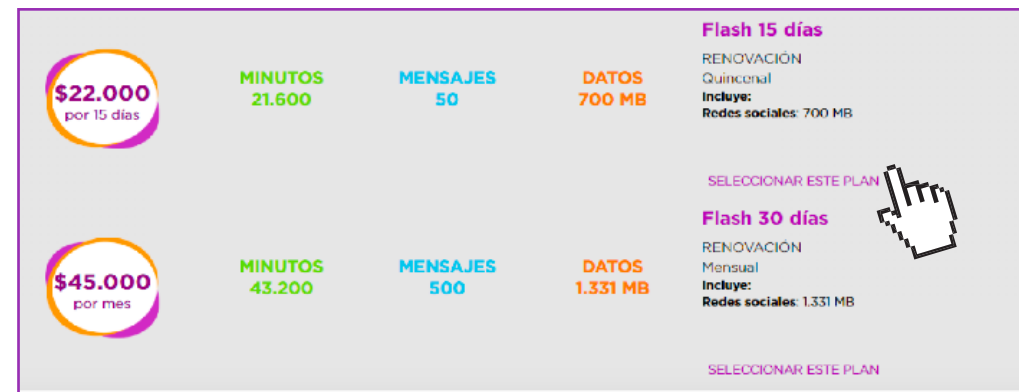 $22.000
por 15 días
MINUTOS
21.600
MENSAJES
50
DATOS
700 MB
Flash 15 días
RENOVACIÓN
Quincenal
Incluye:
Redes sociales: 700 MB
SELECCIONAR ESTE PLAN
$45.000
por mes
MINUTOS
43.200
MENSAJES
500
DATOS
1.331 MB
Flash 30 días
RENOVACIÓN
Mensual
Incluye:
Redes sociales: 1.331 MB
SELECCIONAR ESTE PLAN